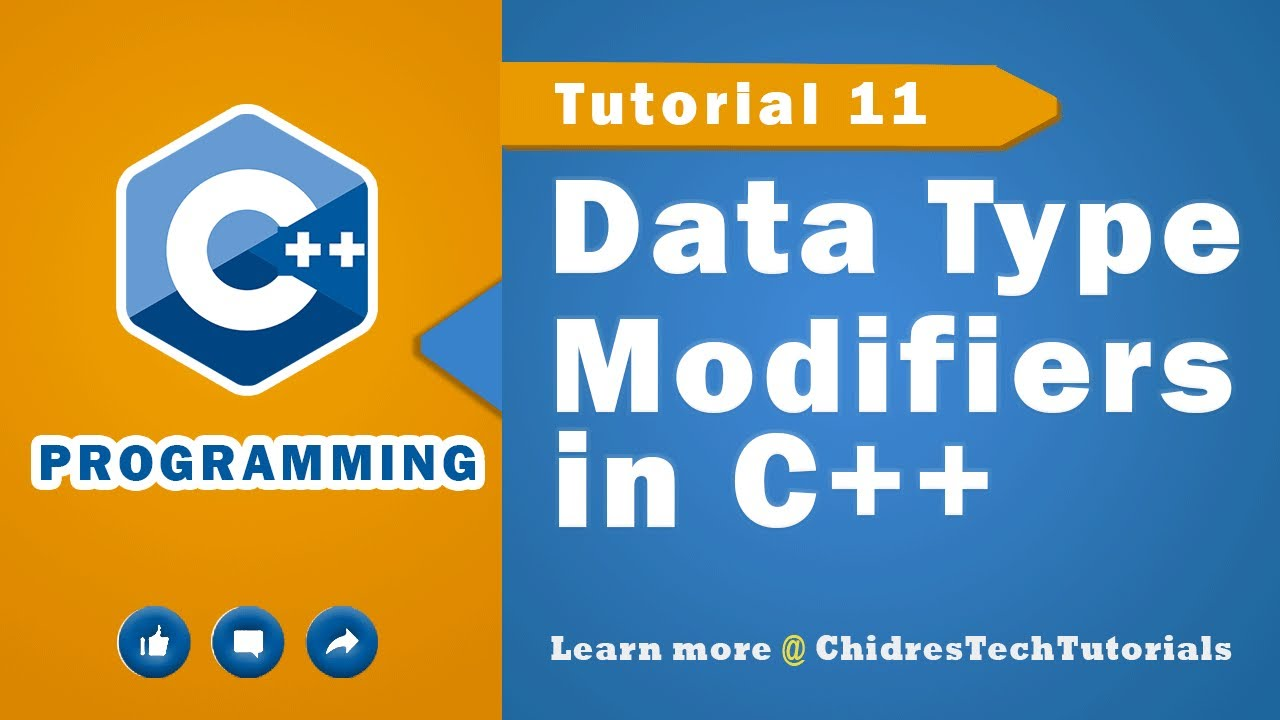 C++
PROGRAMMING
Tutorial 11
Data Type
Modifiers
in C++
Learn more @ ChidresTechTutorials